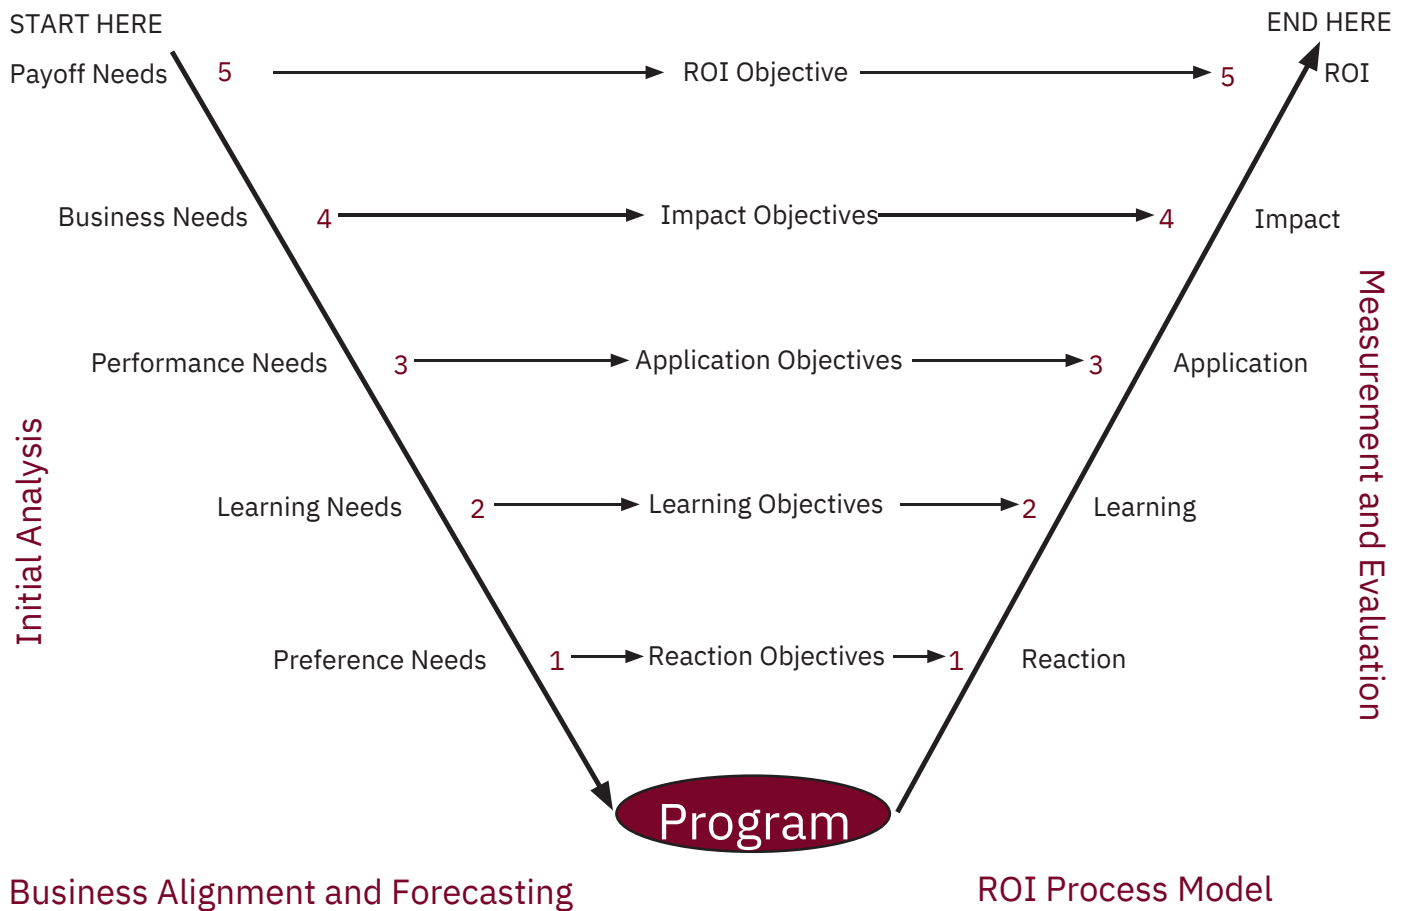 START HERE
END HERE
Payoff Needs
5
ROI Objective
5
ROI
Business Needs
4
Impact Objectives
4
Impact
Performance Needs
3
Application Objectives
3
Application
Learning Needs
2
Learning Objectives
2
Learning
Preference Needs
1
Reaction Objectives
1
Reaction
Initial Analysis
Measurement and Evaluation
Program
Business Alignment and Forecasting
ROI Process Model